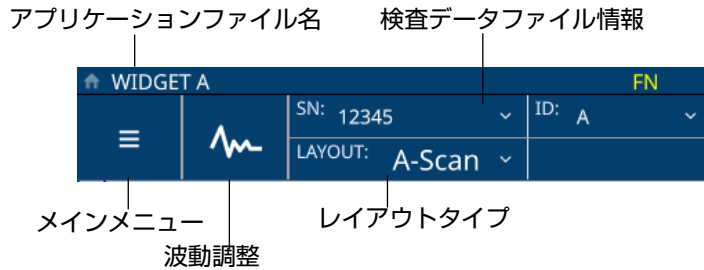 アプリケーションファイル名 検査データファイル情報
WIDGET A FN
SN: 12345 ID: A
LAYOUT: A-Scan
メインメニュー レイアウトタイプ
波動調整